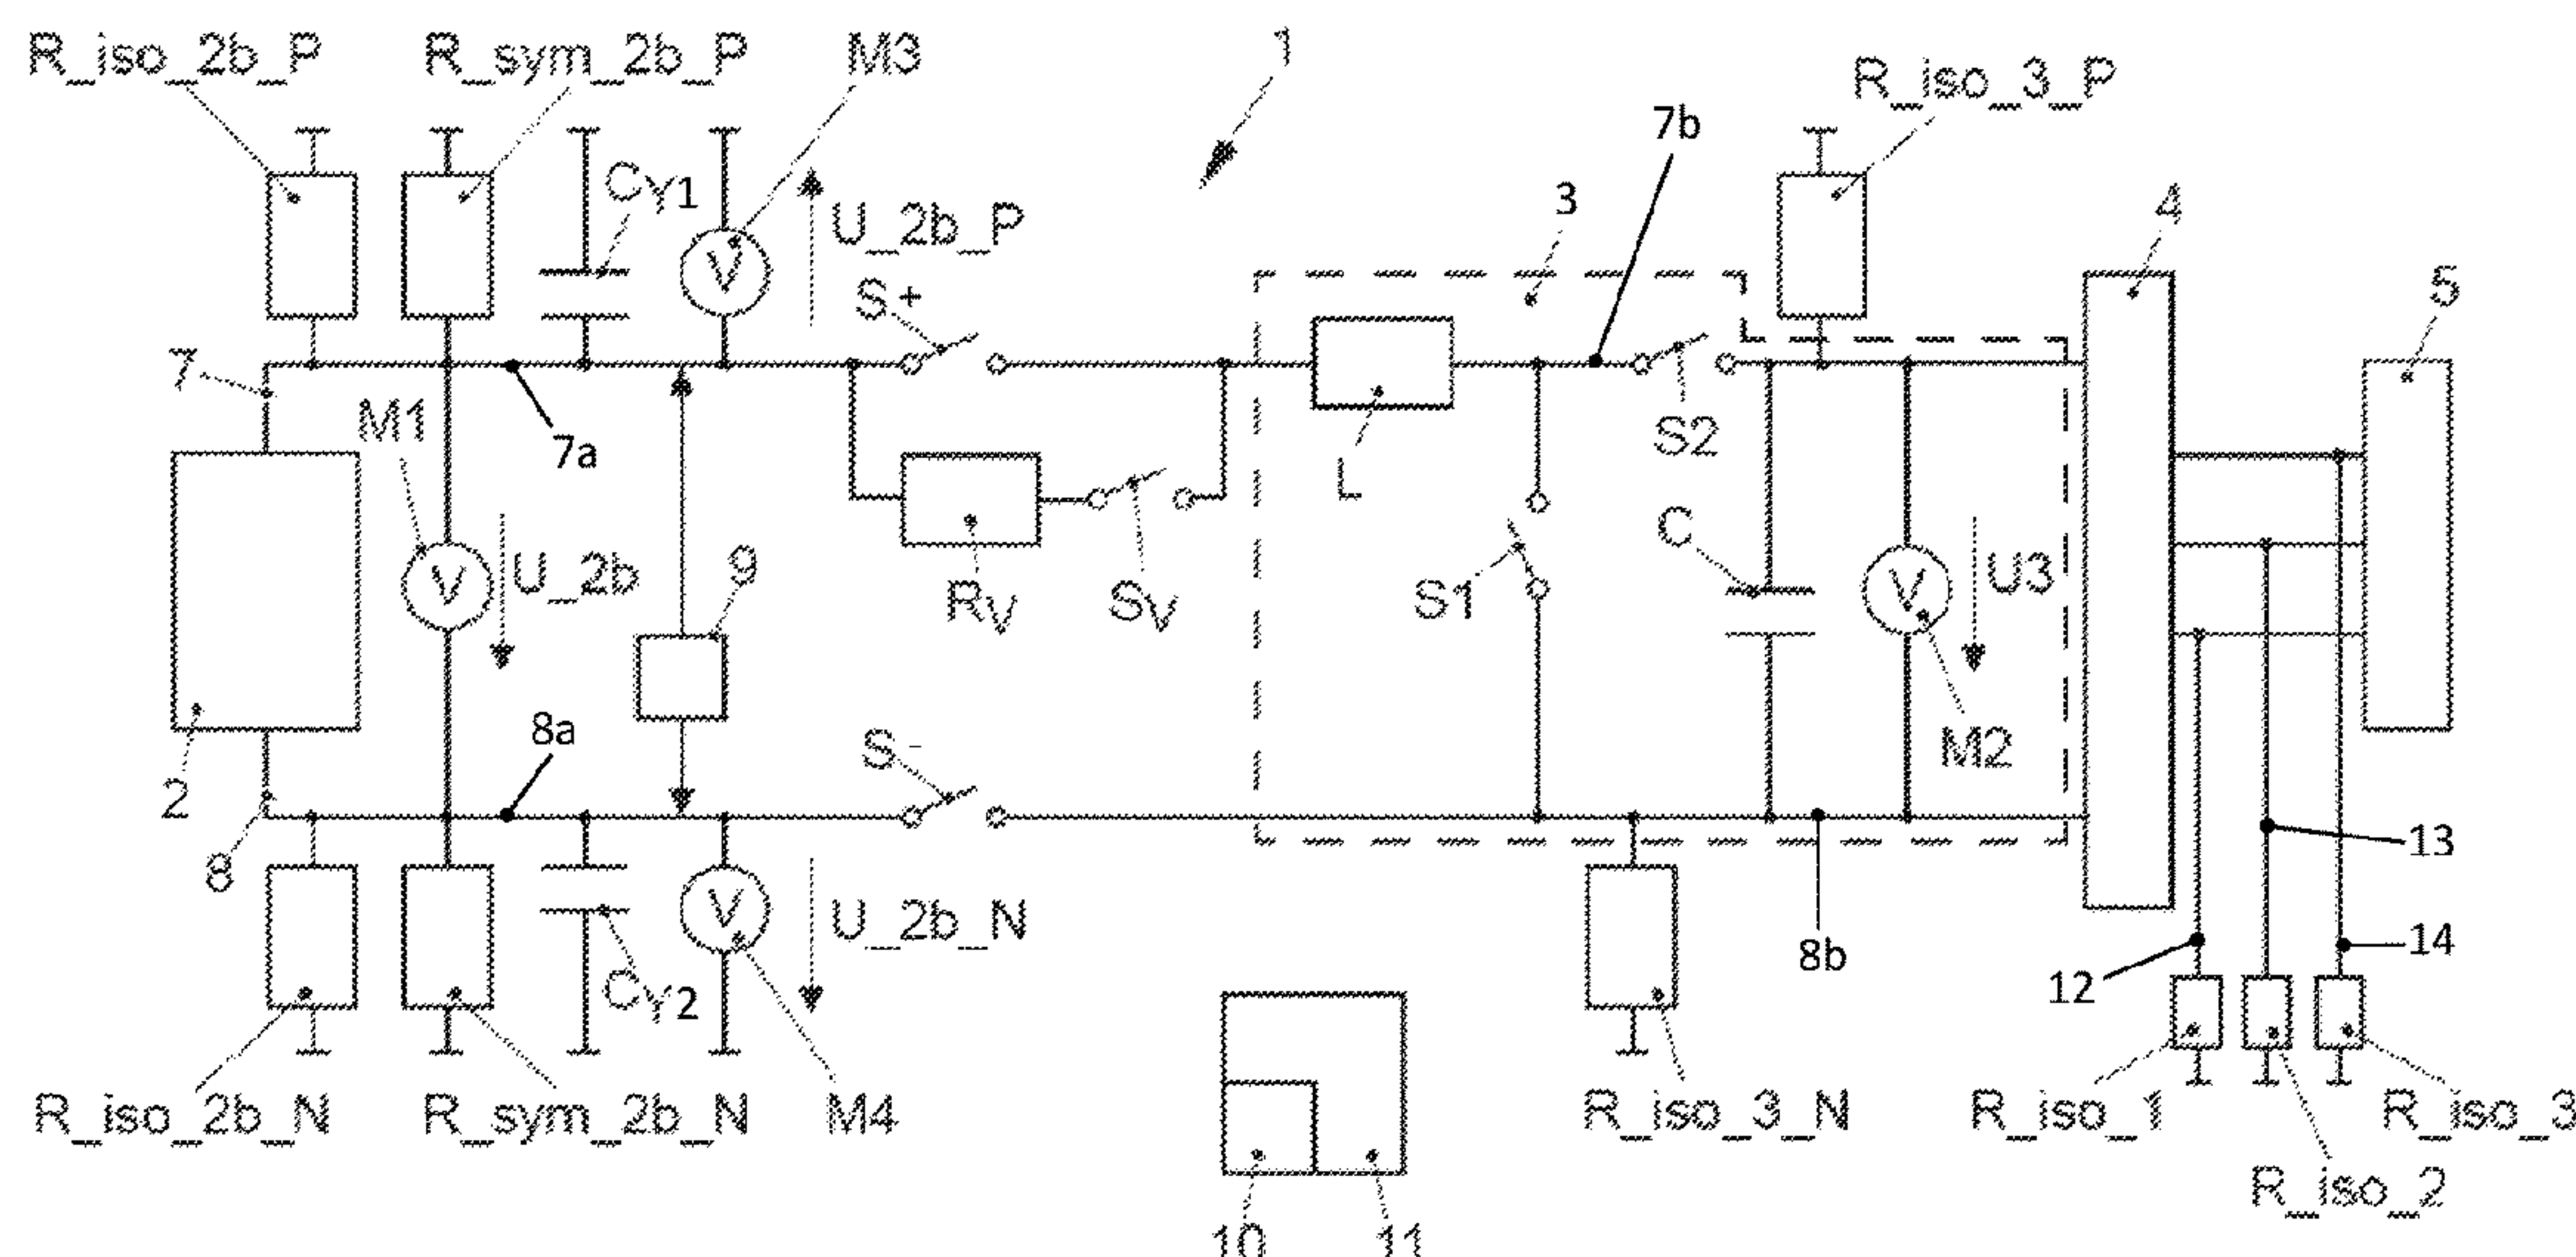 R_iso_2b_P
R_sym_2b_P
M3
1
R_iso_3_P
7b
CY1
U_2b_P
3
4
S+
5
7
M1
7a
S2
L
V
V
U_2b
9
RV
SV
S1
C
V
U3
8a
S-
M2
2
8
13
V
U_2b_N
8b
14
12
CY2
R_iso_2b_N
R_sym_2b_N
M4
R_iso_3_N
R_iso_1
R_iso_3
R_iso_2
10
11